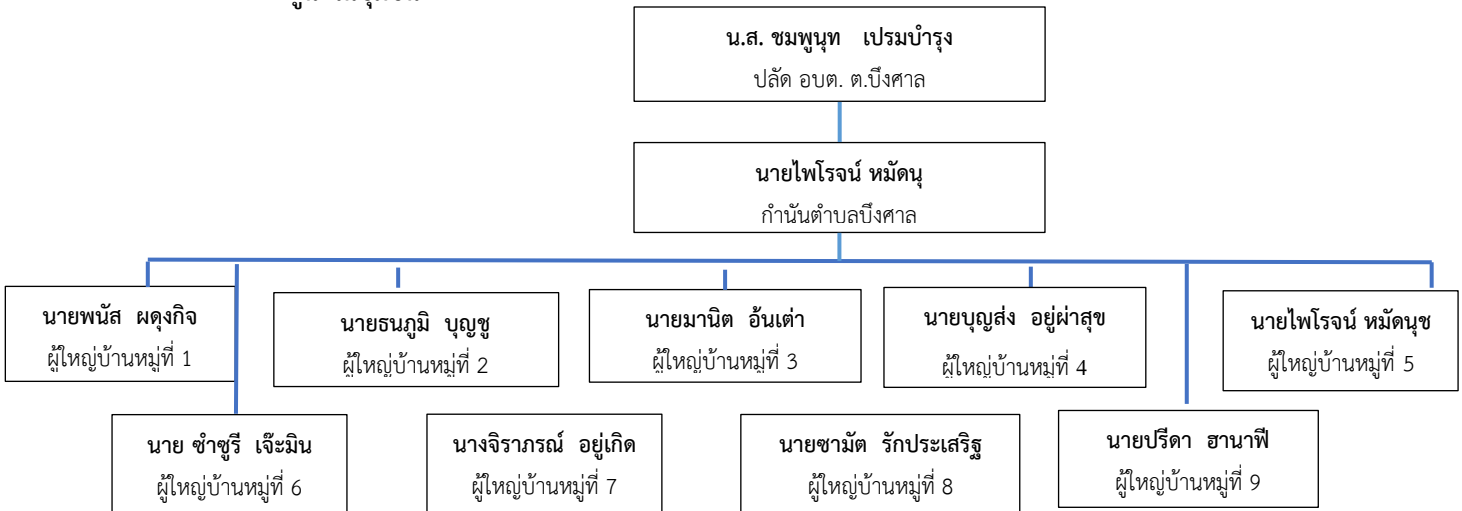 น.ส. ชมพูนุท เปรมบำรุง
ปลัด อบต. ต.บึงศาล
นายไพโรจน์ หมัดนุ
กำนันตำบลบึงศาล
นายพนัส ผดุงกิจ
ผู้ใหญ่บ้านหมู่ที่ 1
นายธนภูมิ บุญชู
ผู้ใหญ่บ้านหมู่ที่ 2
นายมานิต อ้นเต่า
ผู้ใหญ่บ้านหมู่ที่ 3
นายบุญส่ง อยู่ผ่าสุข
ผู้ใหญ่บ้านหมู่ที่ 4
นายไพโรจน์ หมัดนุช
ผู้ใหญ่บ้านหมู่ที่ 5
นาย ซำซูรี เจ๊ะมิน
ผู้ใหญ่บ้านหมู่ที่ 6
นางจิราภรณ์ อยู่เกิด
ผู้ใหญ่บ้านหมู่ที่ 7
นายซามัต รักประเสริฐ
ผู้ใหญ่บ้านหมู่ที่ 8
นายปรีดา ฮานาฟี
ผู้ใหญ่บ้านหมู่ที่ 9